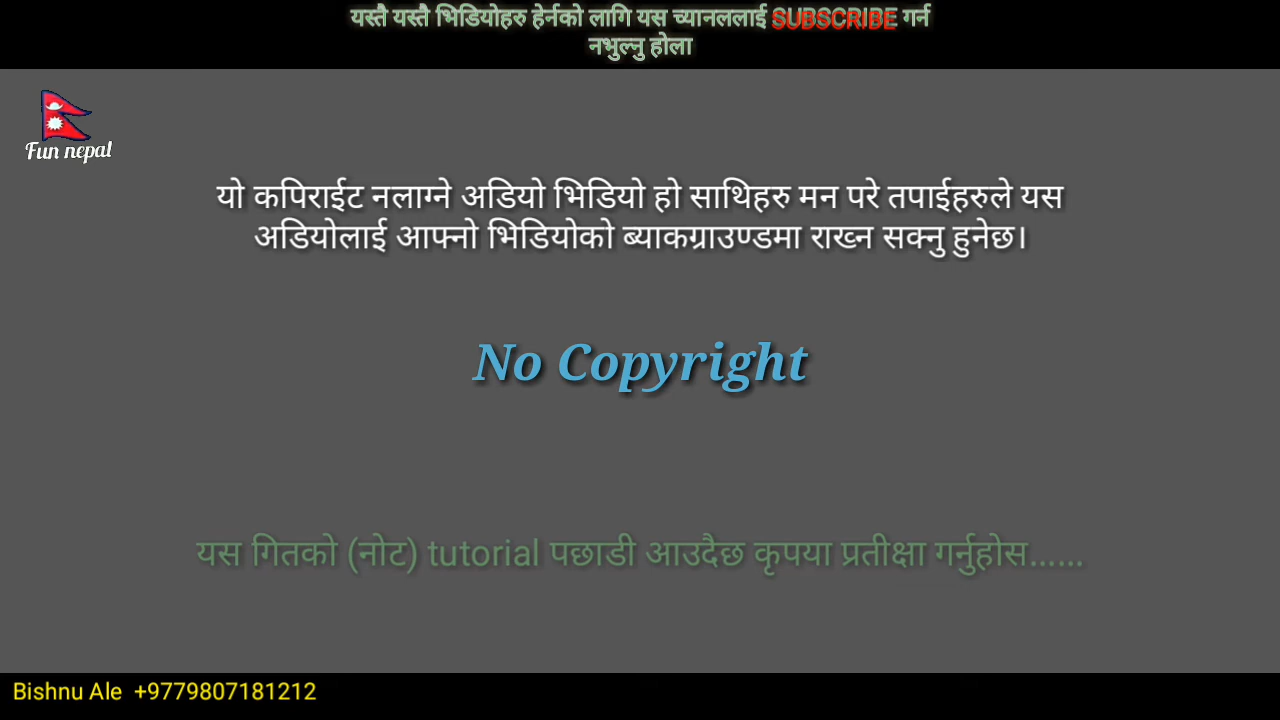 यस्तै यस्तै भिडियोहरु हेर्नको लागि यस च्यानललाई SUBSCRIBE गर्न
नभुल्नु होला
Fun nepal
यो कपिराईट नलाग्ने अडियो भिडियो हो साथिहरु मन परे तपाईहरुले यस
अडियोलाई आफ्नो भिडियोको ब्याकग्राउण्डमा राख्न सक्नु हुनेछ।
No Copyright
यस गितको (नोट) tutorial पछाडी आउदैछ कृपया प्रतीक्षा गर्नुहोस......
Bishnu Ale +9779807181212